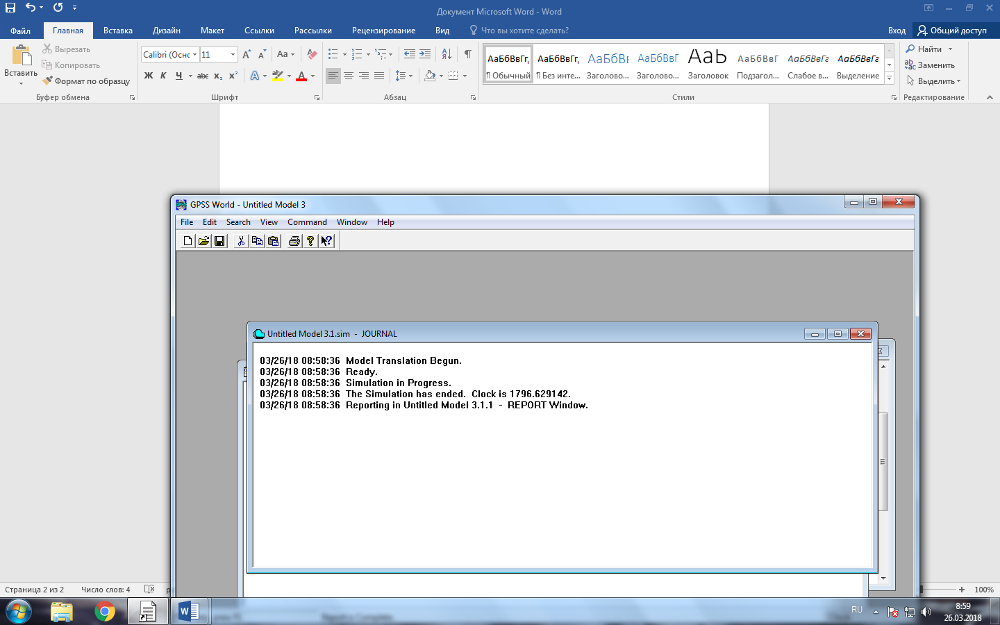 Документ Microsoft Word - Word
Файл Главная Вставка Дизайн Макет Ссылки Рассылки Рецензирование Вид Что вы хотите сделать? Вход Общий доступ
Вставить
Вырезать
Копировать
Формат по образцу
Буфер обмена
Calibri (Оснс 11
Шрифт
Абзац
АаБбВвГг, АаБбВвГг, АаБбВв АаБбВвГ АаЬ АаБбВвГ АаБбВвГг АаБбВвГг
¶ Обычный ¶ Без инте... Заголово... Заголово... Заголовок Подзагол... Слабое в... Выделение
Стили
Найти
Заменить
Выделить
Редактирование
GPSS World - Untitled Model 3
File Edit Search View Command Window Help
Untitled Model 3.1.sim - JOURNAL
03/26/18 08:58:36 Model Translation Begun.
03/26/18 08:58:36 Ready.
03/26/18 08:58:36 Simulation in Progress.
03/26/18 08:58:36 The Simulation has ended. Clock is 1796.629142.
03/26/18 08:58:36 Reporting in Untitled Model 3.1.1 - REPORT Window.
Страница 2 из 2 Число слов: 4 100%
RU 8:59
26.03.2018